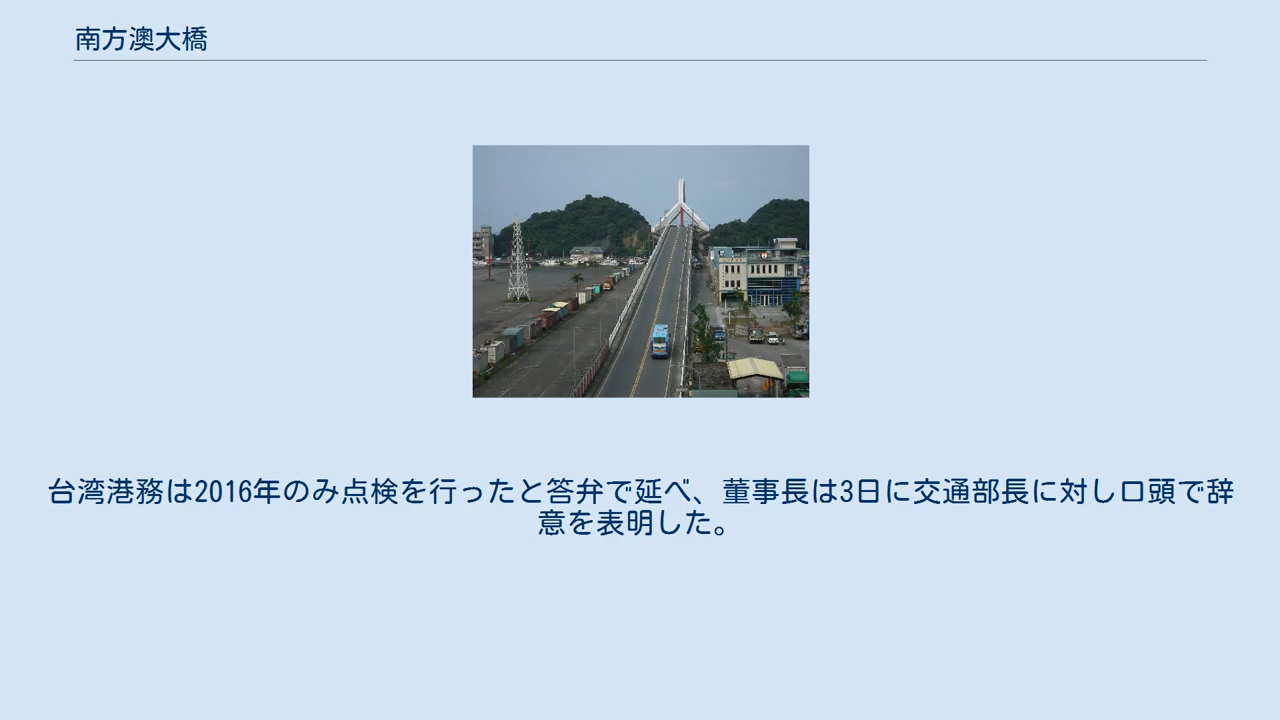 南方澳大橋
台湾港務は2016年のみ点検を行ったと答弁で延べ、董事長は3日に交通部長に対し口頭で辞
意を表明した。